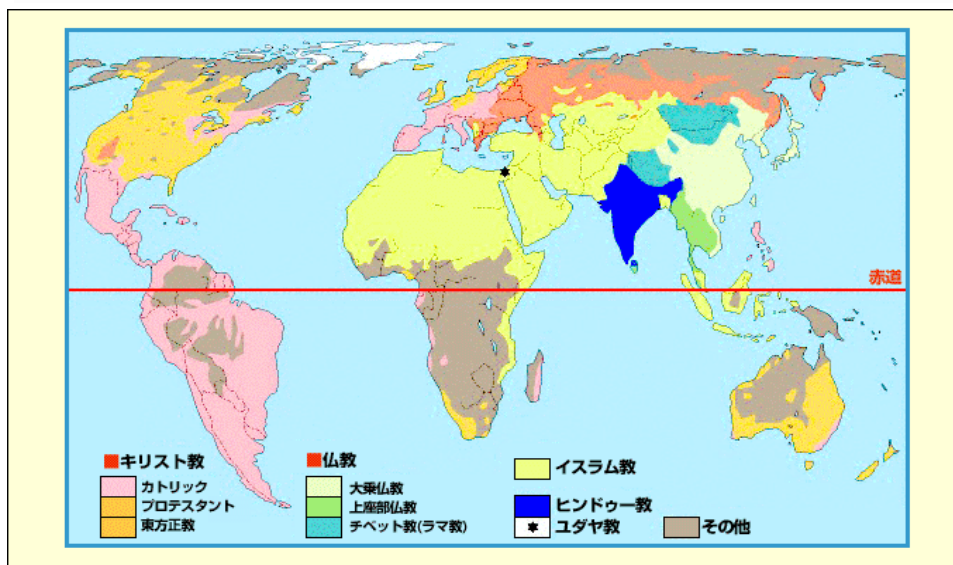 赤道
キリスト教
カトリック
プロテスタント
東方正教
仏教
大乗仏教
上座部仏教
チベット教(ラマ教)
イスラム教
ヒンドゥー教
ユダヤ教
その他